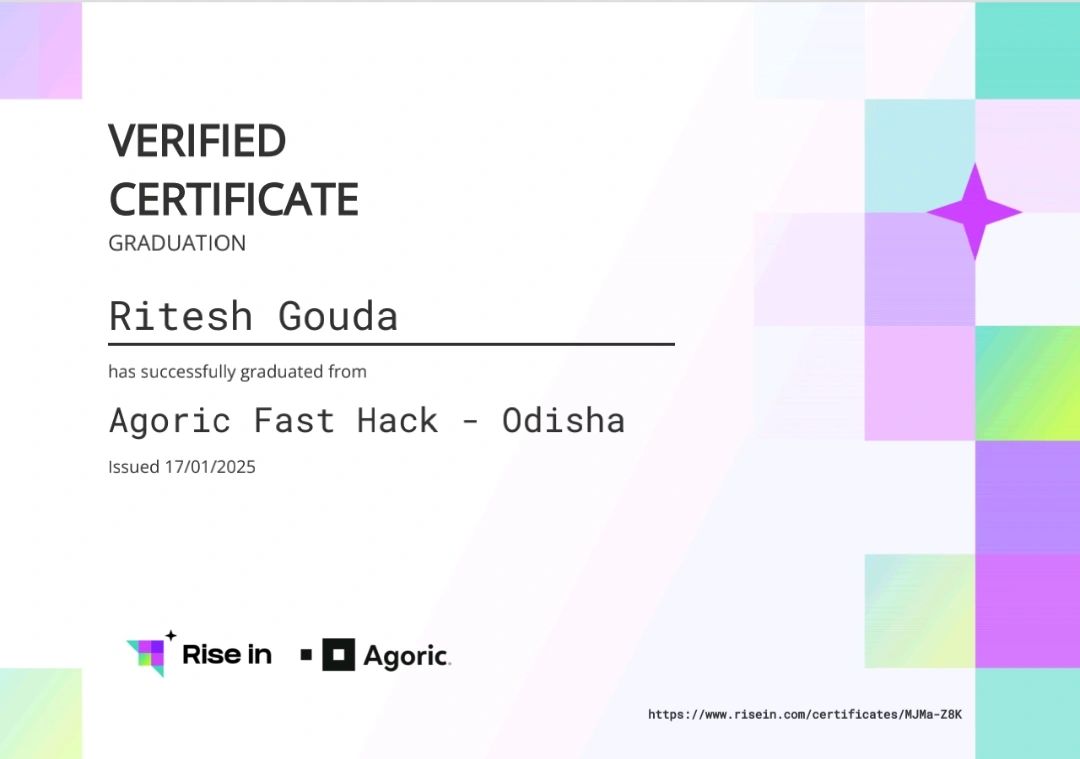 VERIFIED
CERTIFICATE
GRADUATION
Ritesh Gouda
has successfully graduated from
Agoric Fast Hack - Odisha
Issued 17/01/2025
Rise in Agoric.
https://www.risein.com/certificates/MJMa-Z8K